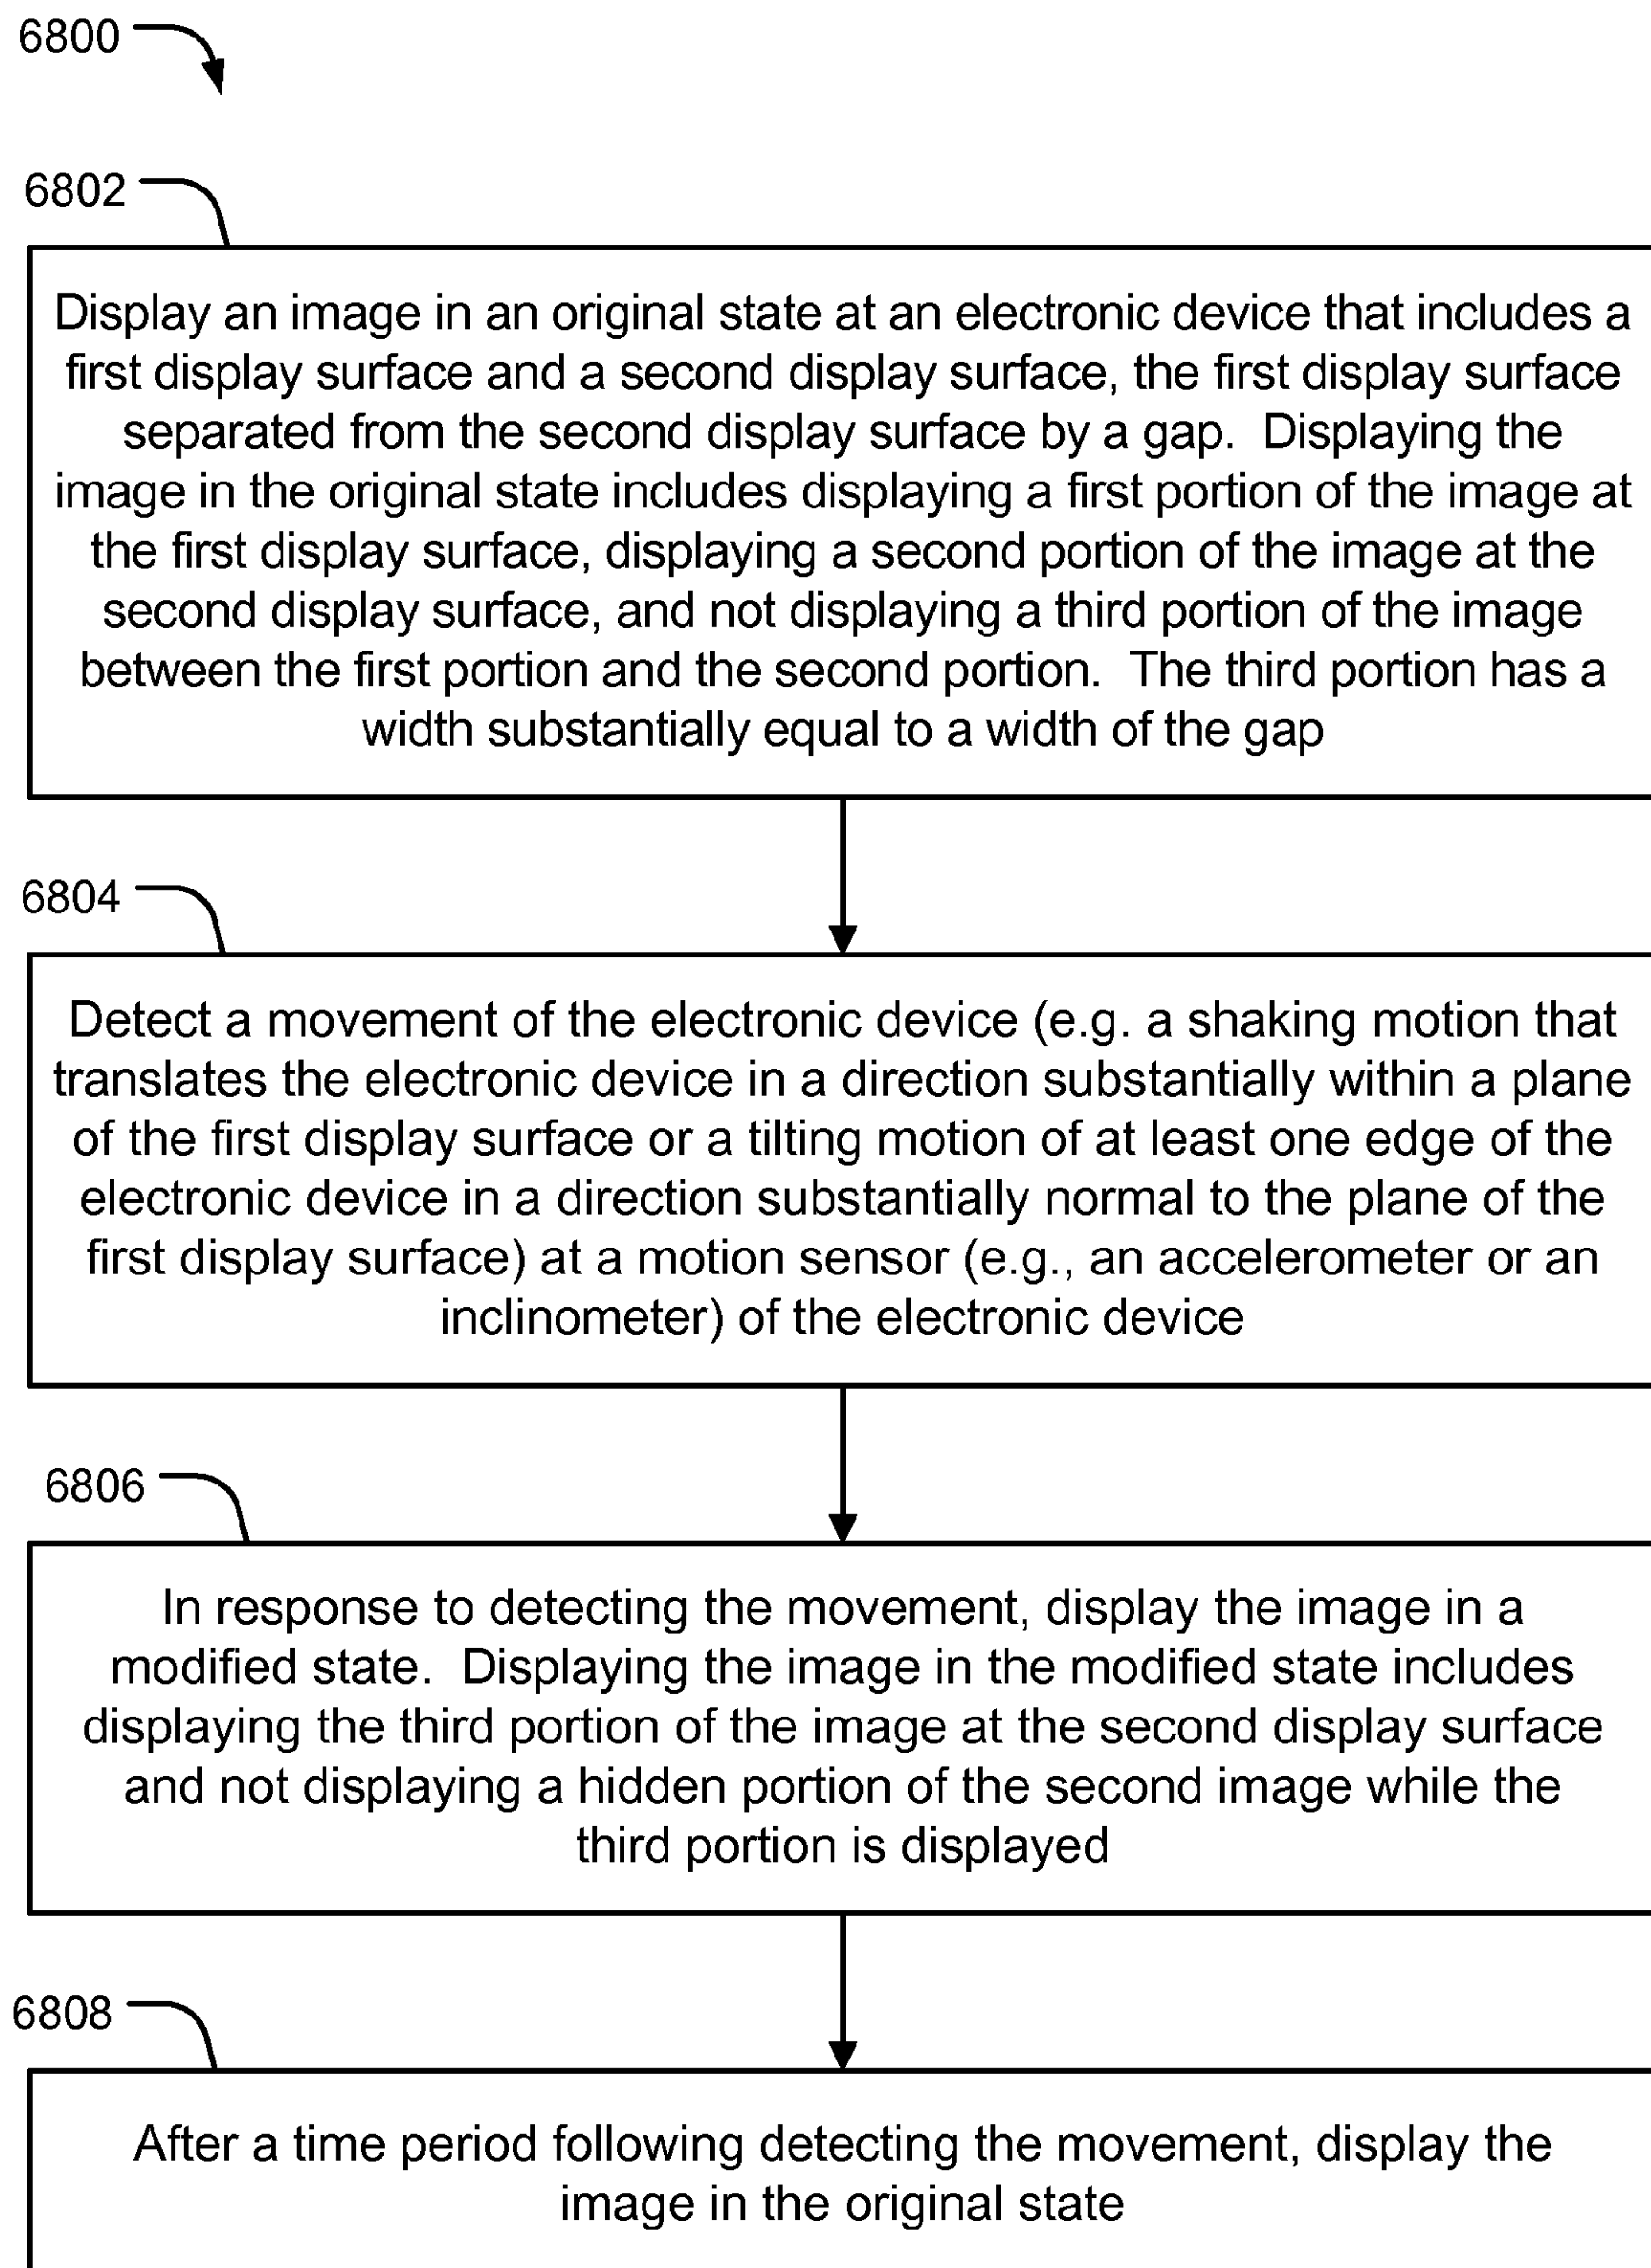 6800
6802
Display an image in an original state at an electronic device that includes a
first display surface and a second display surface, the first display surface
separated from the second display surface by a gap. Displaying the
image in the original state includes displaying a first portion of the image at
the first display surface, displaying a second portion of the image at the
second display surface, and not displaying a third portion of the image
between the first portion and the second portion. The third portion has a
width substantially equal to a width of the gap
6804
Detect a movement of the electronic device (e.g. a shaking motion that
translates the electronic device in a direction substantially within a plane
of the first display surface or a tilting motion of at least one edge of the
electronic device in a direction substantially normal to the plane of the
first display surface) at a motion sensor (e.g., an accelerometer or an
inclinometer) of the electronic device
6806
In response to detecting the movement, display the image in a
modified state. Displaying the image in the modified state includes
displaying the third portion of the image at the second display surface
and not displaying a hidden portion of the second image while the
third portion is displayed
6808
After a time period following detecting the movement, display the
image in the original state